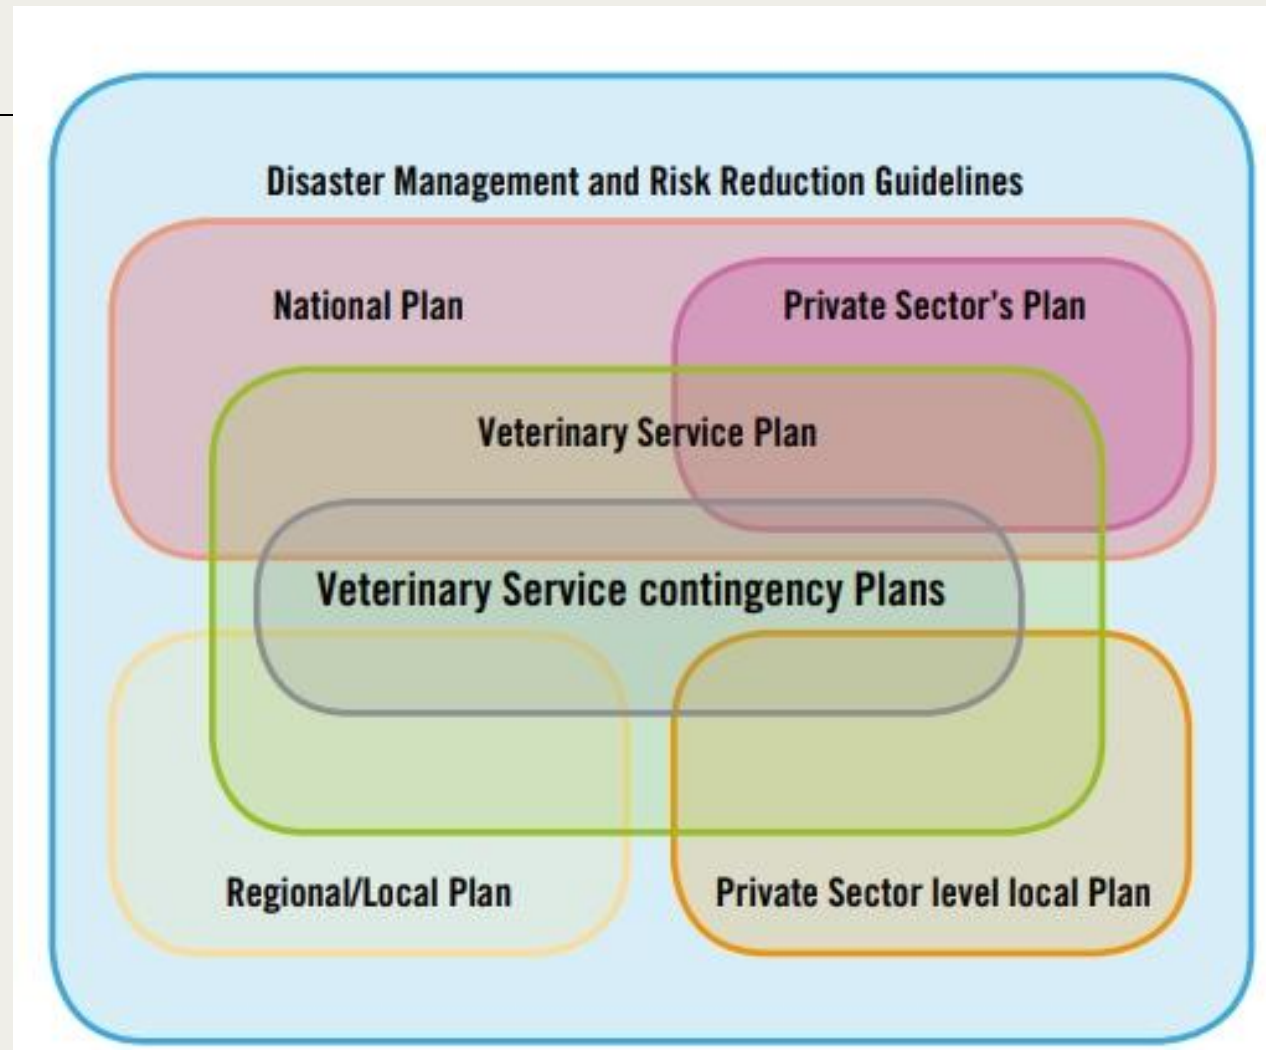 Disaster Management and Risk Reduction Guidelines
National Plan
Private Sector’s Plan
Veterinary Service Plan
Veterinary Service contingency Plans
Regional/Local Plan
Private Sector level local Plan